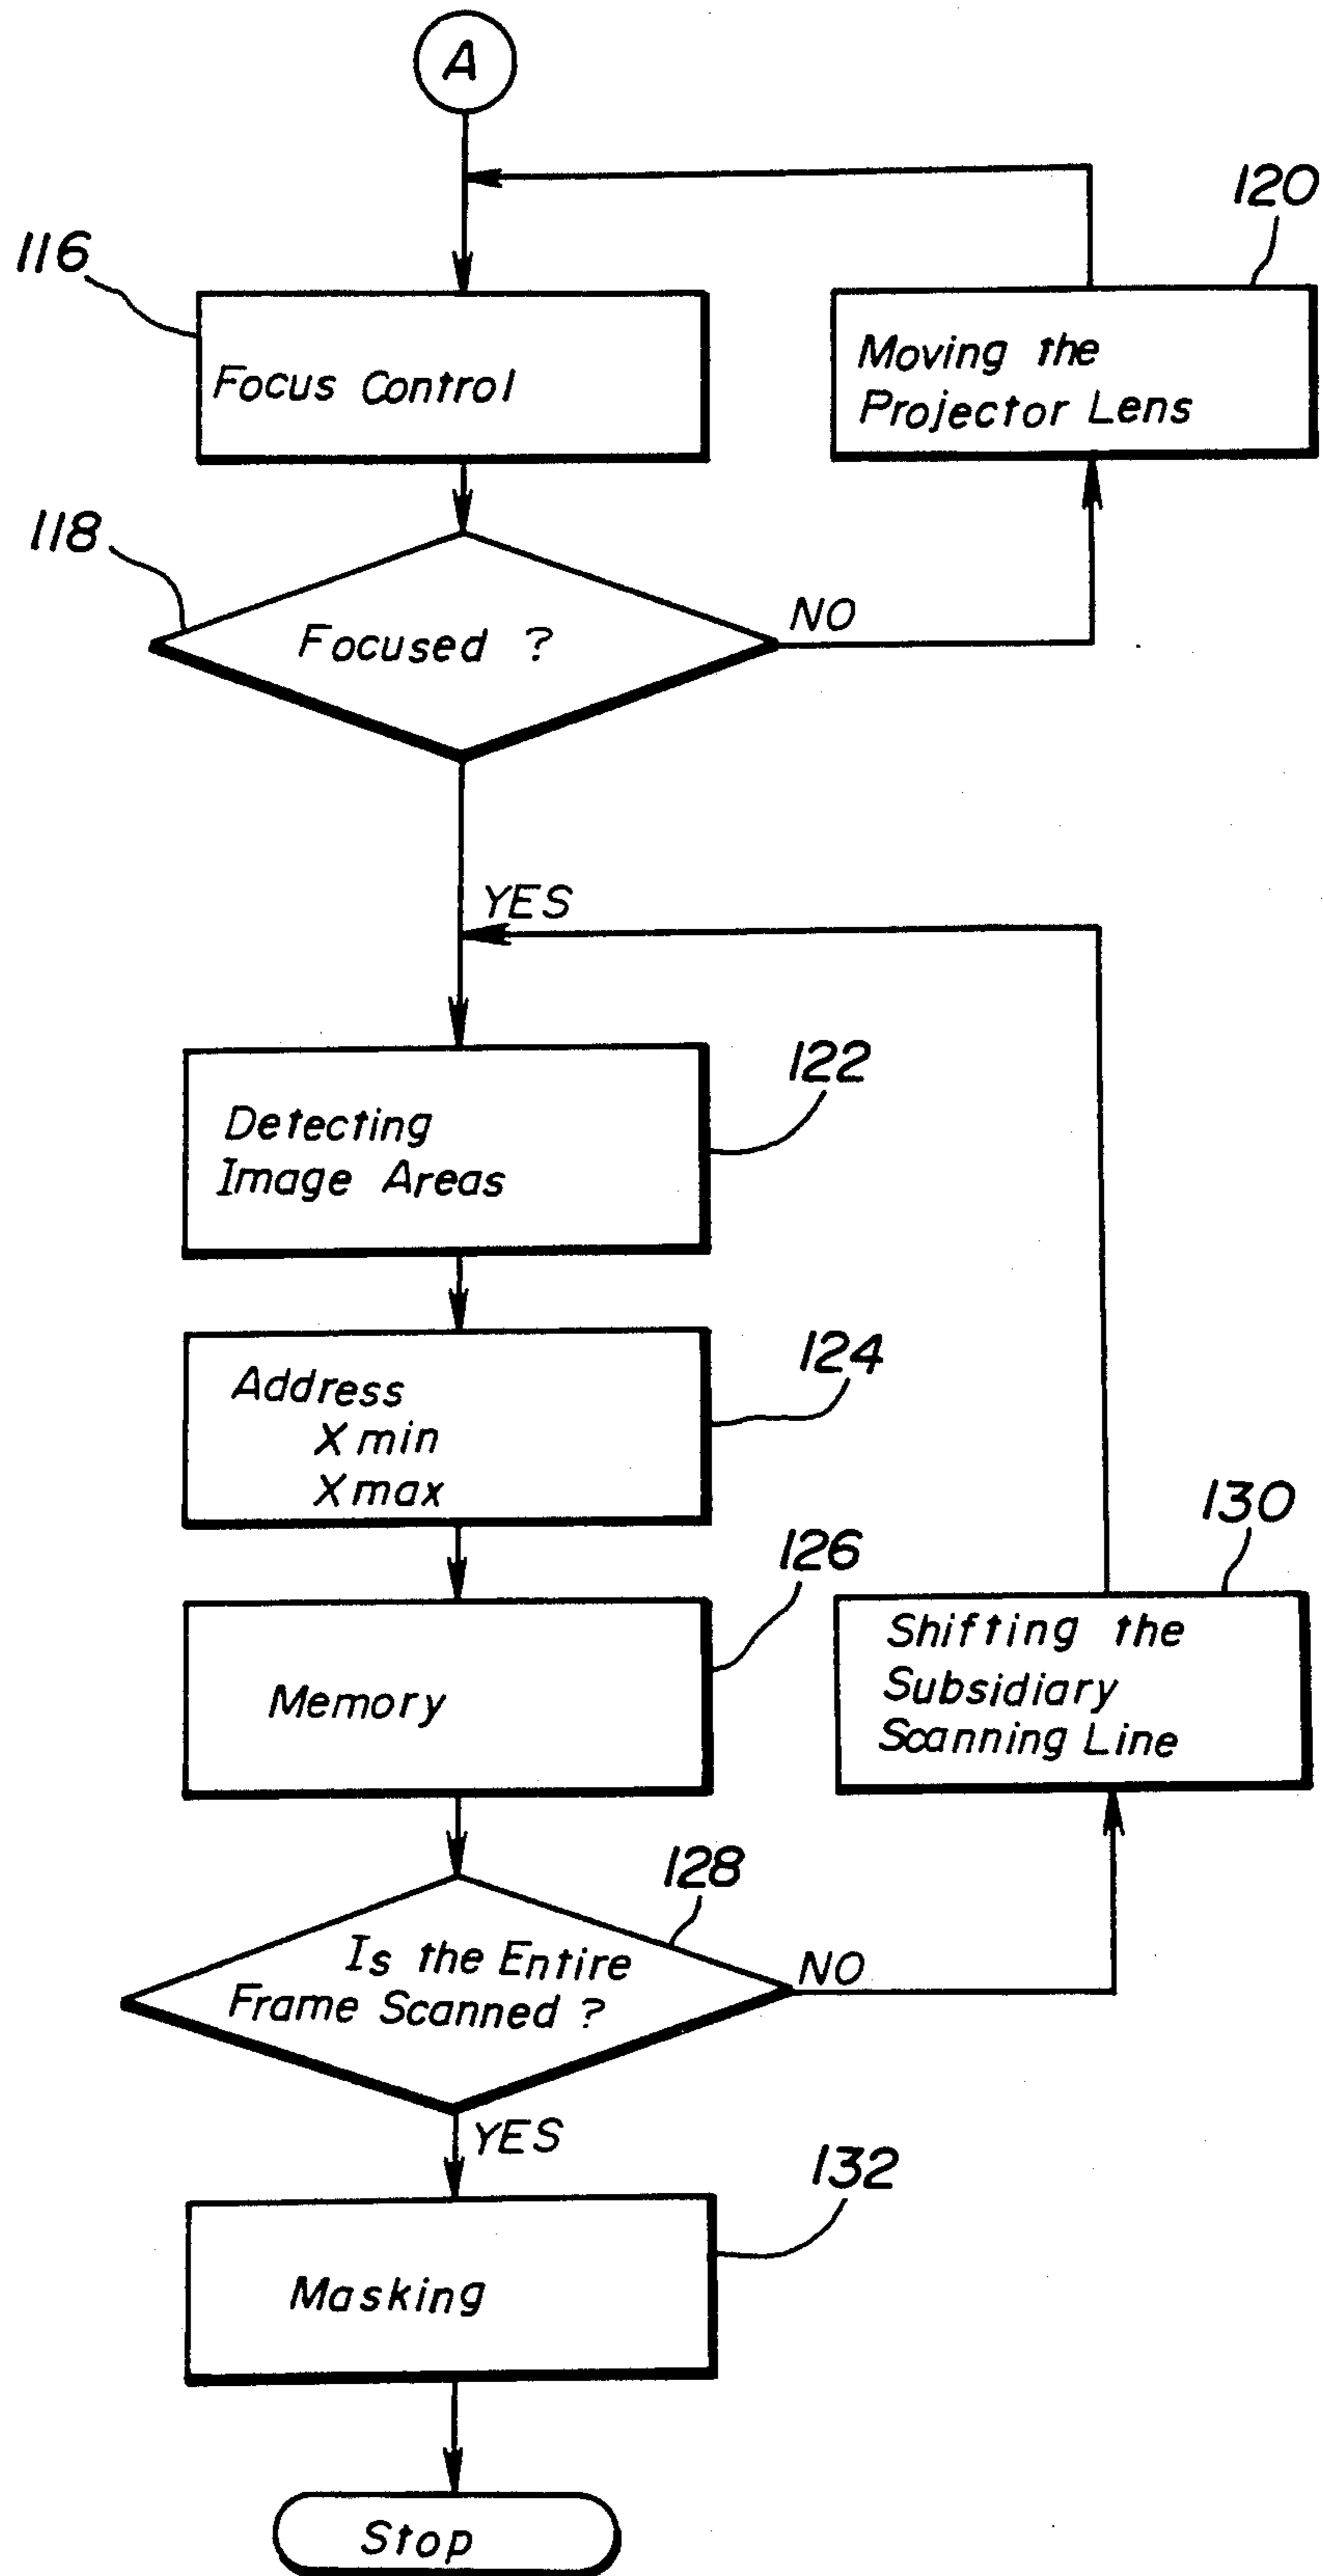 A
120
116
Moving the
Projector Lens
Focus Control
118
NO
Focused ?
YES
122
Detecting
Image Areas
124
Address
X min
X max
130
126
Shifting the
Subsidiary
Scanning Line
Memory
128
Is the Entire
Frame Scanned ?
NO
YES
132
Masking
Stop